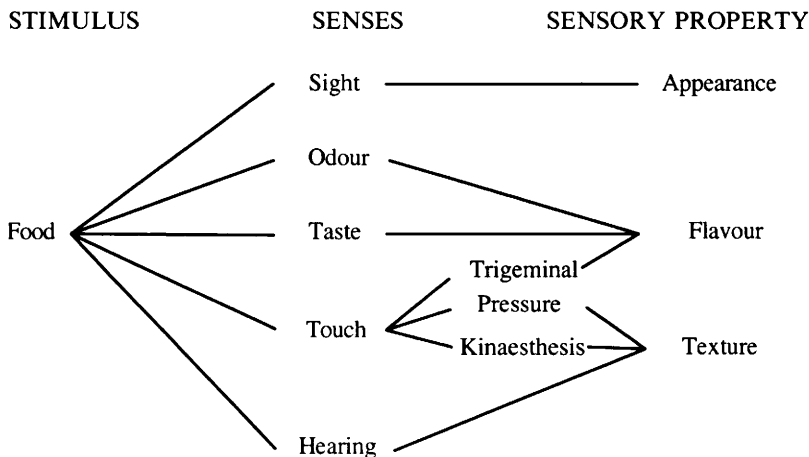 STIMULUS SENSES SENSORY PROPERTY
Sight Appearance
Odour
Food Taste Flavour
Trigeminal
Pressure
Touch
Kinaesthesis Texture
Hearing